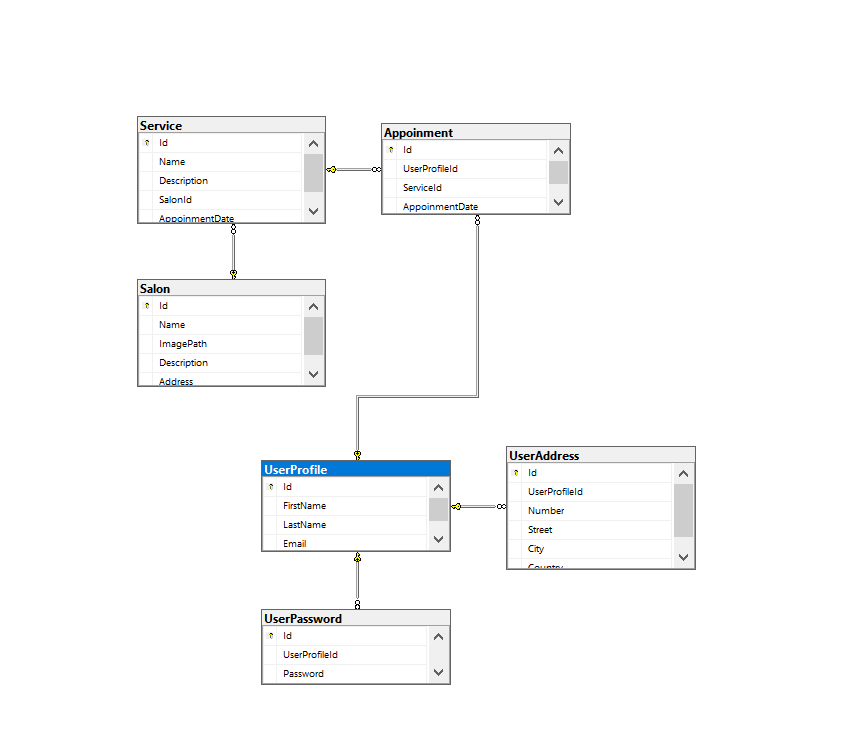 Service
Id
Name
Description
SalonId
AppoinmentDate
Appoinment
Id
UserProfileId
ServiceId
AppoinmentDate
Salon
Id
Name
ImagePath
Description
Address
UserProfile
Id
FirstName
LastName
Email
UserAddress
Id
UserProfileId
Number
Street
City
Country
UserPassword
Id
UserProfileId
Password